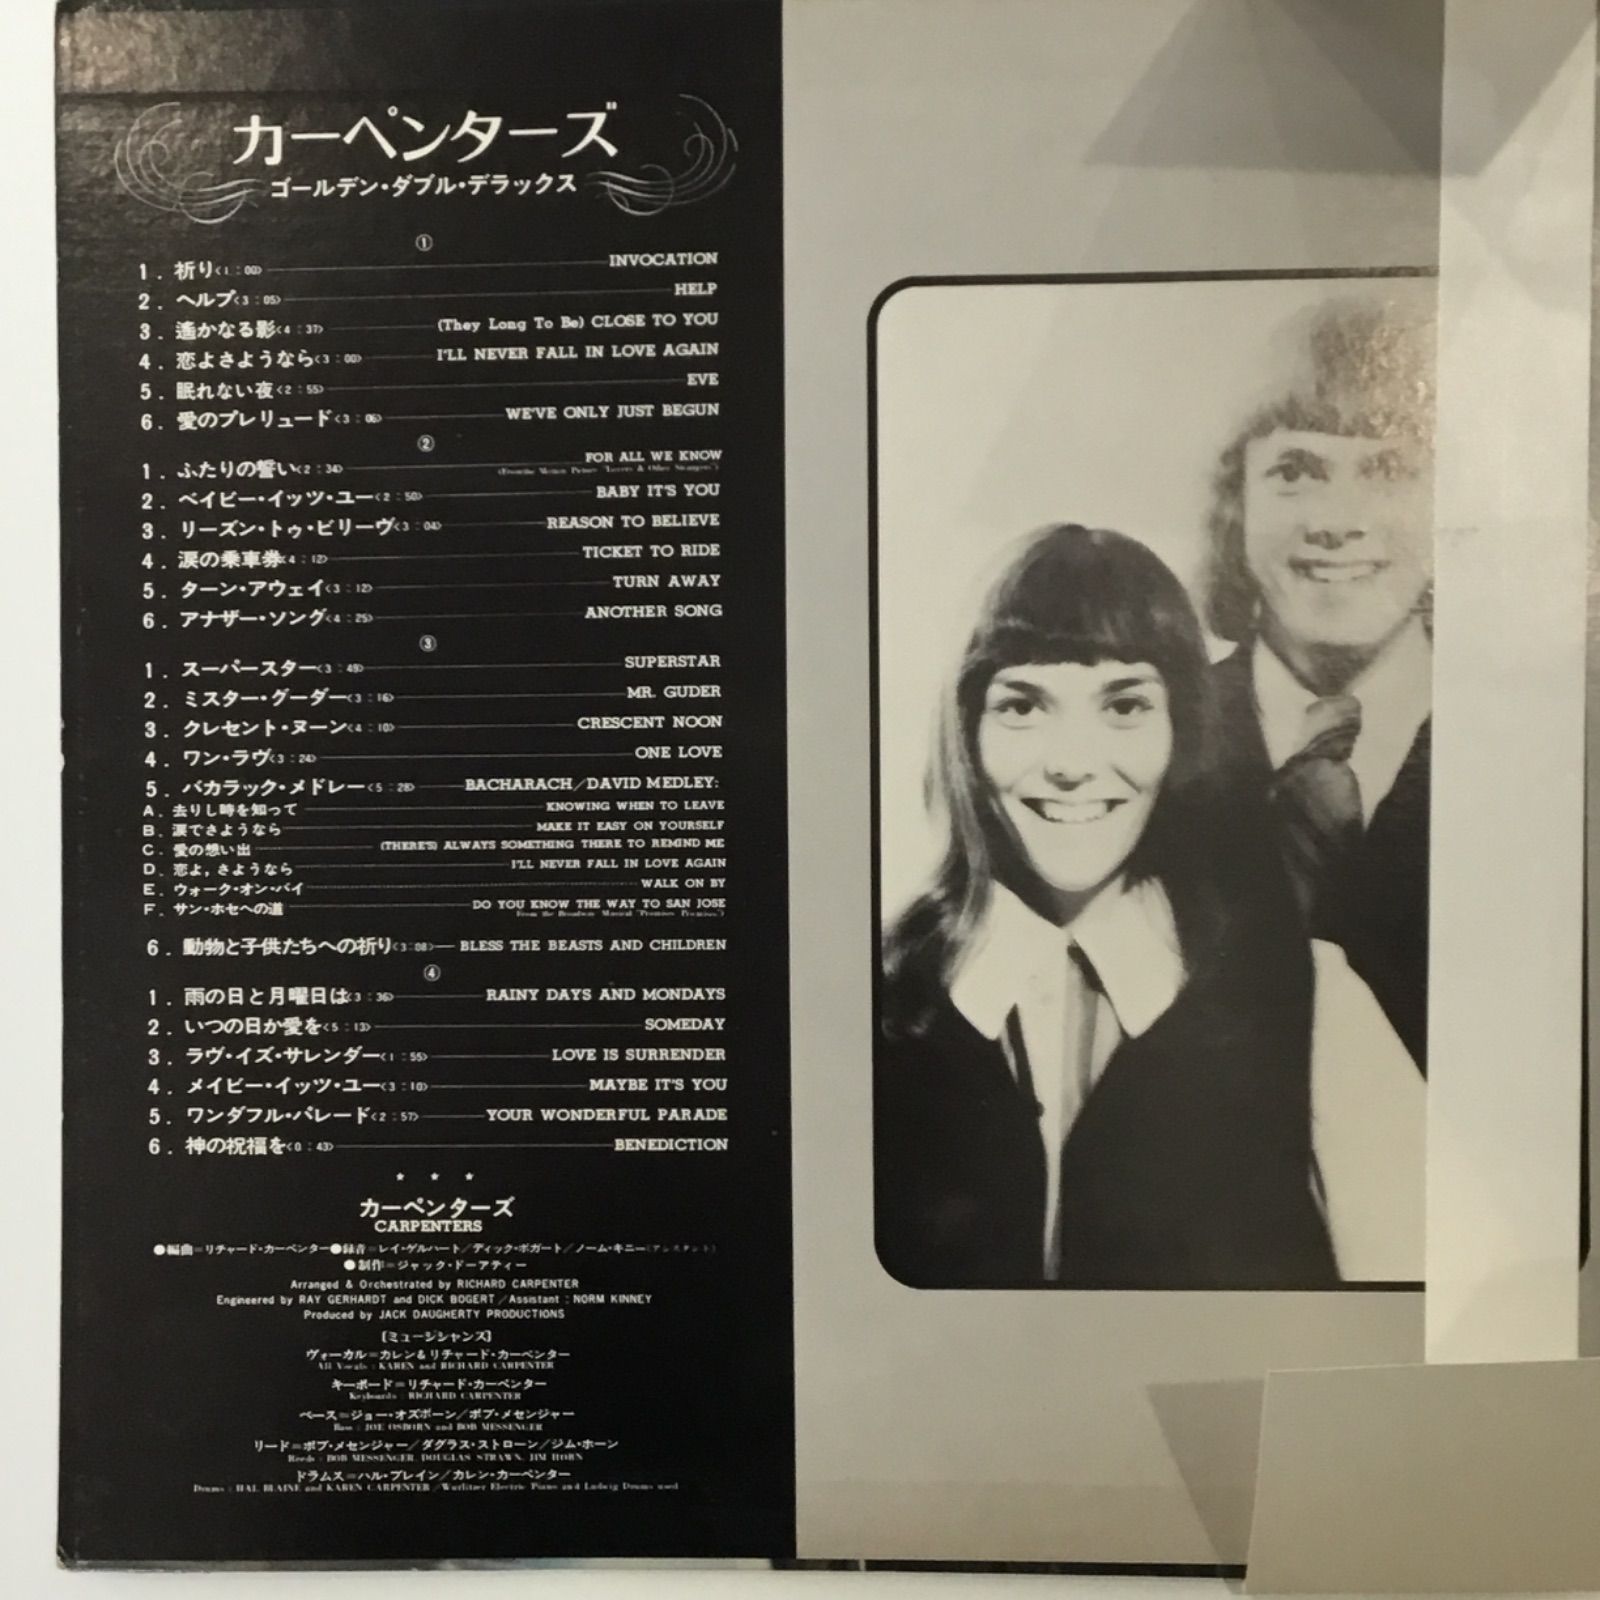 カーペンターズ
ゴールデン・ダブル・デラックス
①
1. 祈り<1:00> INVOCATION
2. ヘルプ<3:05> HELP
3. 遙かなる影<4:37> (They Long To Be) CLOSE TO YOU
4. 恋よさようなら<3:00> I'LL NEVER FALL IN LOVE AGAIN
5. 眠れない夜<2:55> EVE
6. 愛のプレリュード<3:06> WE'VE ONLY JUST BEGUN
②
1. ふたりの誓い<2:34> FOR ALL WE KNOW
(From the Motion Picture "Lovers & Other Strangers")
2. ベイビー・イッツ・ユー<2:50> BABY IT'S YOU
3. リーズン・トゥ・ビリーヴ<3:04> REASON TO BELIEVE
4. 涙の乗車券<4:12> TICKET TO RIDE
5. ターン・アウェイ<3:12> TURN AWAY
6. アナザー・ソング<4:25> ANOTHER SONG
③
1. スーパースター<3:49> SUPERSTAR
2. ミスター・グーダー<3:16> MR. GUDER
3. クレセント・ヌーン<4:10> CRESCENT NOON
4. ワン・ラヴ<3:24> ONE LOVE
5. バカラック・メドレー<5:28> BACHARACH/DAVID MEDLEY:
A. 去りし時を知って KNOWING WHEN TO LEAVE
B. 涙でさようなら MAKE IT EASY ON YOURSELF
C. 愛の想い出 (THERE'S) ALWAYS SOMETHING THERE TO REMIND ME
D. 恋よ,さようなら I'LL NEVER FALL IN LOVE AGAIN
E. ウォーク・オン・バイ WALK ON BY
F. サン・ホセへの道 DO YOU KNOW THE WAY TO SAN JOSE
From the Broadway Musical "Promises, Promises")
6. 動物と子供たちへの祈り<3:08> BLESS THE BEASTS AND CHILDREN
④
1. 雨の日と月曜日は<3:36> RAINY DAYS AND MONDAYS
2. いつの日か愛を<5:13> SOMEDAY
3. ラヴ・イズ・サレンダー<1:55> LOVE IS SURRENDER
4. メイビー・イッツ・ユー<3:10> MAYBE IT'S YOU
5. ワンダフル・パレード<2:57> YOUR WONDERFUL PARADE
6. 神の祝福を<0:43> BENEDICTION
★ ★ ★
カーペンターズ
CARPENTERS
●編曲=リチャード・カーペンター●録音=レイ・ゲルハート/ディック・ボガート/ノーム・キニー(アシスタント)
●制作=ジャック・ドーアティー
Arranged & Orchestrated by RICHARD CARPENTER
Engineered by RAY GERHARDT and DICK BOGERT/Assistant: NORM KINNEY
Produced by JACK DAUGHERTY PRODUCTIONS
[ミュージシャンズ]
ヴォーカル=カレン&リチャード・カーペンター
All Vocals: KAREN and RICHARD CARPENTER
キーボード=リチャード・カーペンター
Keyboards: RICHARD CARPENTER
ベース=ジョー・オズボーン/ボブ・メセンジャー
Bass: JOE OSBORN and BOB MESSENGER
リード=ボブ・メセンジャー/ダグラス・ストローン/ジム・ホーン
Reeds: BOB MESSENGER, DOUGLAS STRAWN, JIM HORN
ドラムス=ハル・ブレイン/カレン・カーペンター
Drums: HAL BLAINE and KAREN CARPENTER/Wurlitzer Electric Piano and Ludwig Drums used